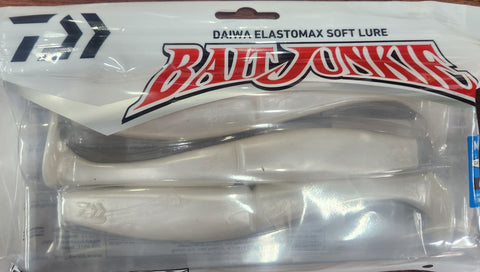 DAIWA ELASTOMAX SOFT LURE
BAIT JUNKIE